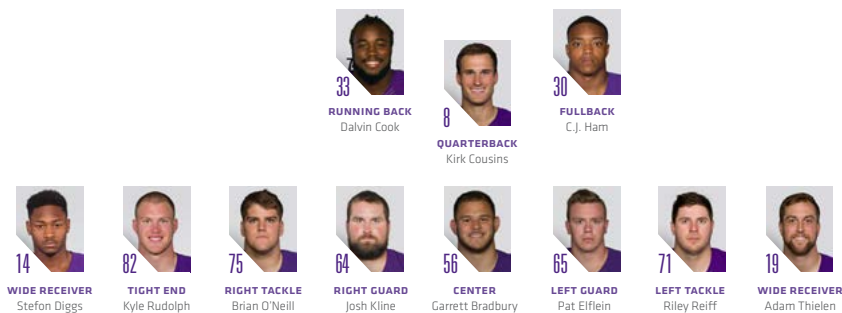 33
RUNNING BACK
Dalvin Cook
8
QUARTERBACK
Kirk Cousins
30
FULLBACK
C.J. Ham
14
WIDE RECEIVER
Stefon Diggs
82
TIGHT END
Kyle Rudolph
75
RIGHT TACKLE
Brian O'Neill
64
RIGHT GUARD
Josh Kline
56
CENTER
Garrett Bradbury
65
LEFT GUARD
Pat Elflein
71
LEFT TACKLE
Riley Reiff
19
WIDE RECEIVER
Adam Thielen